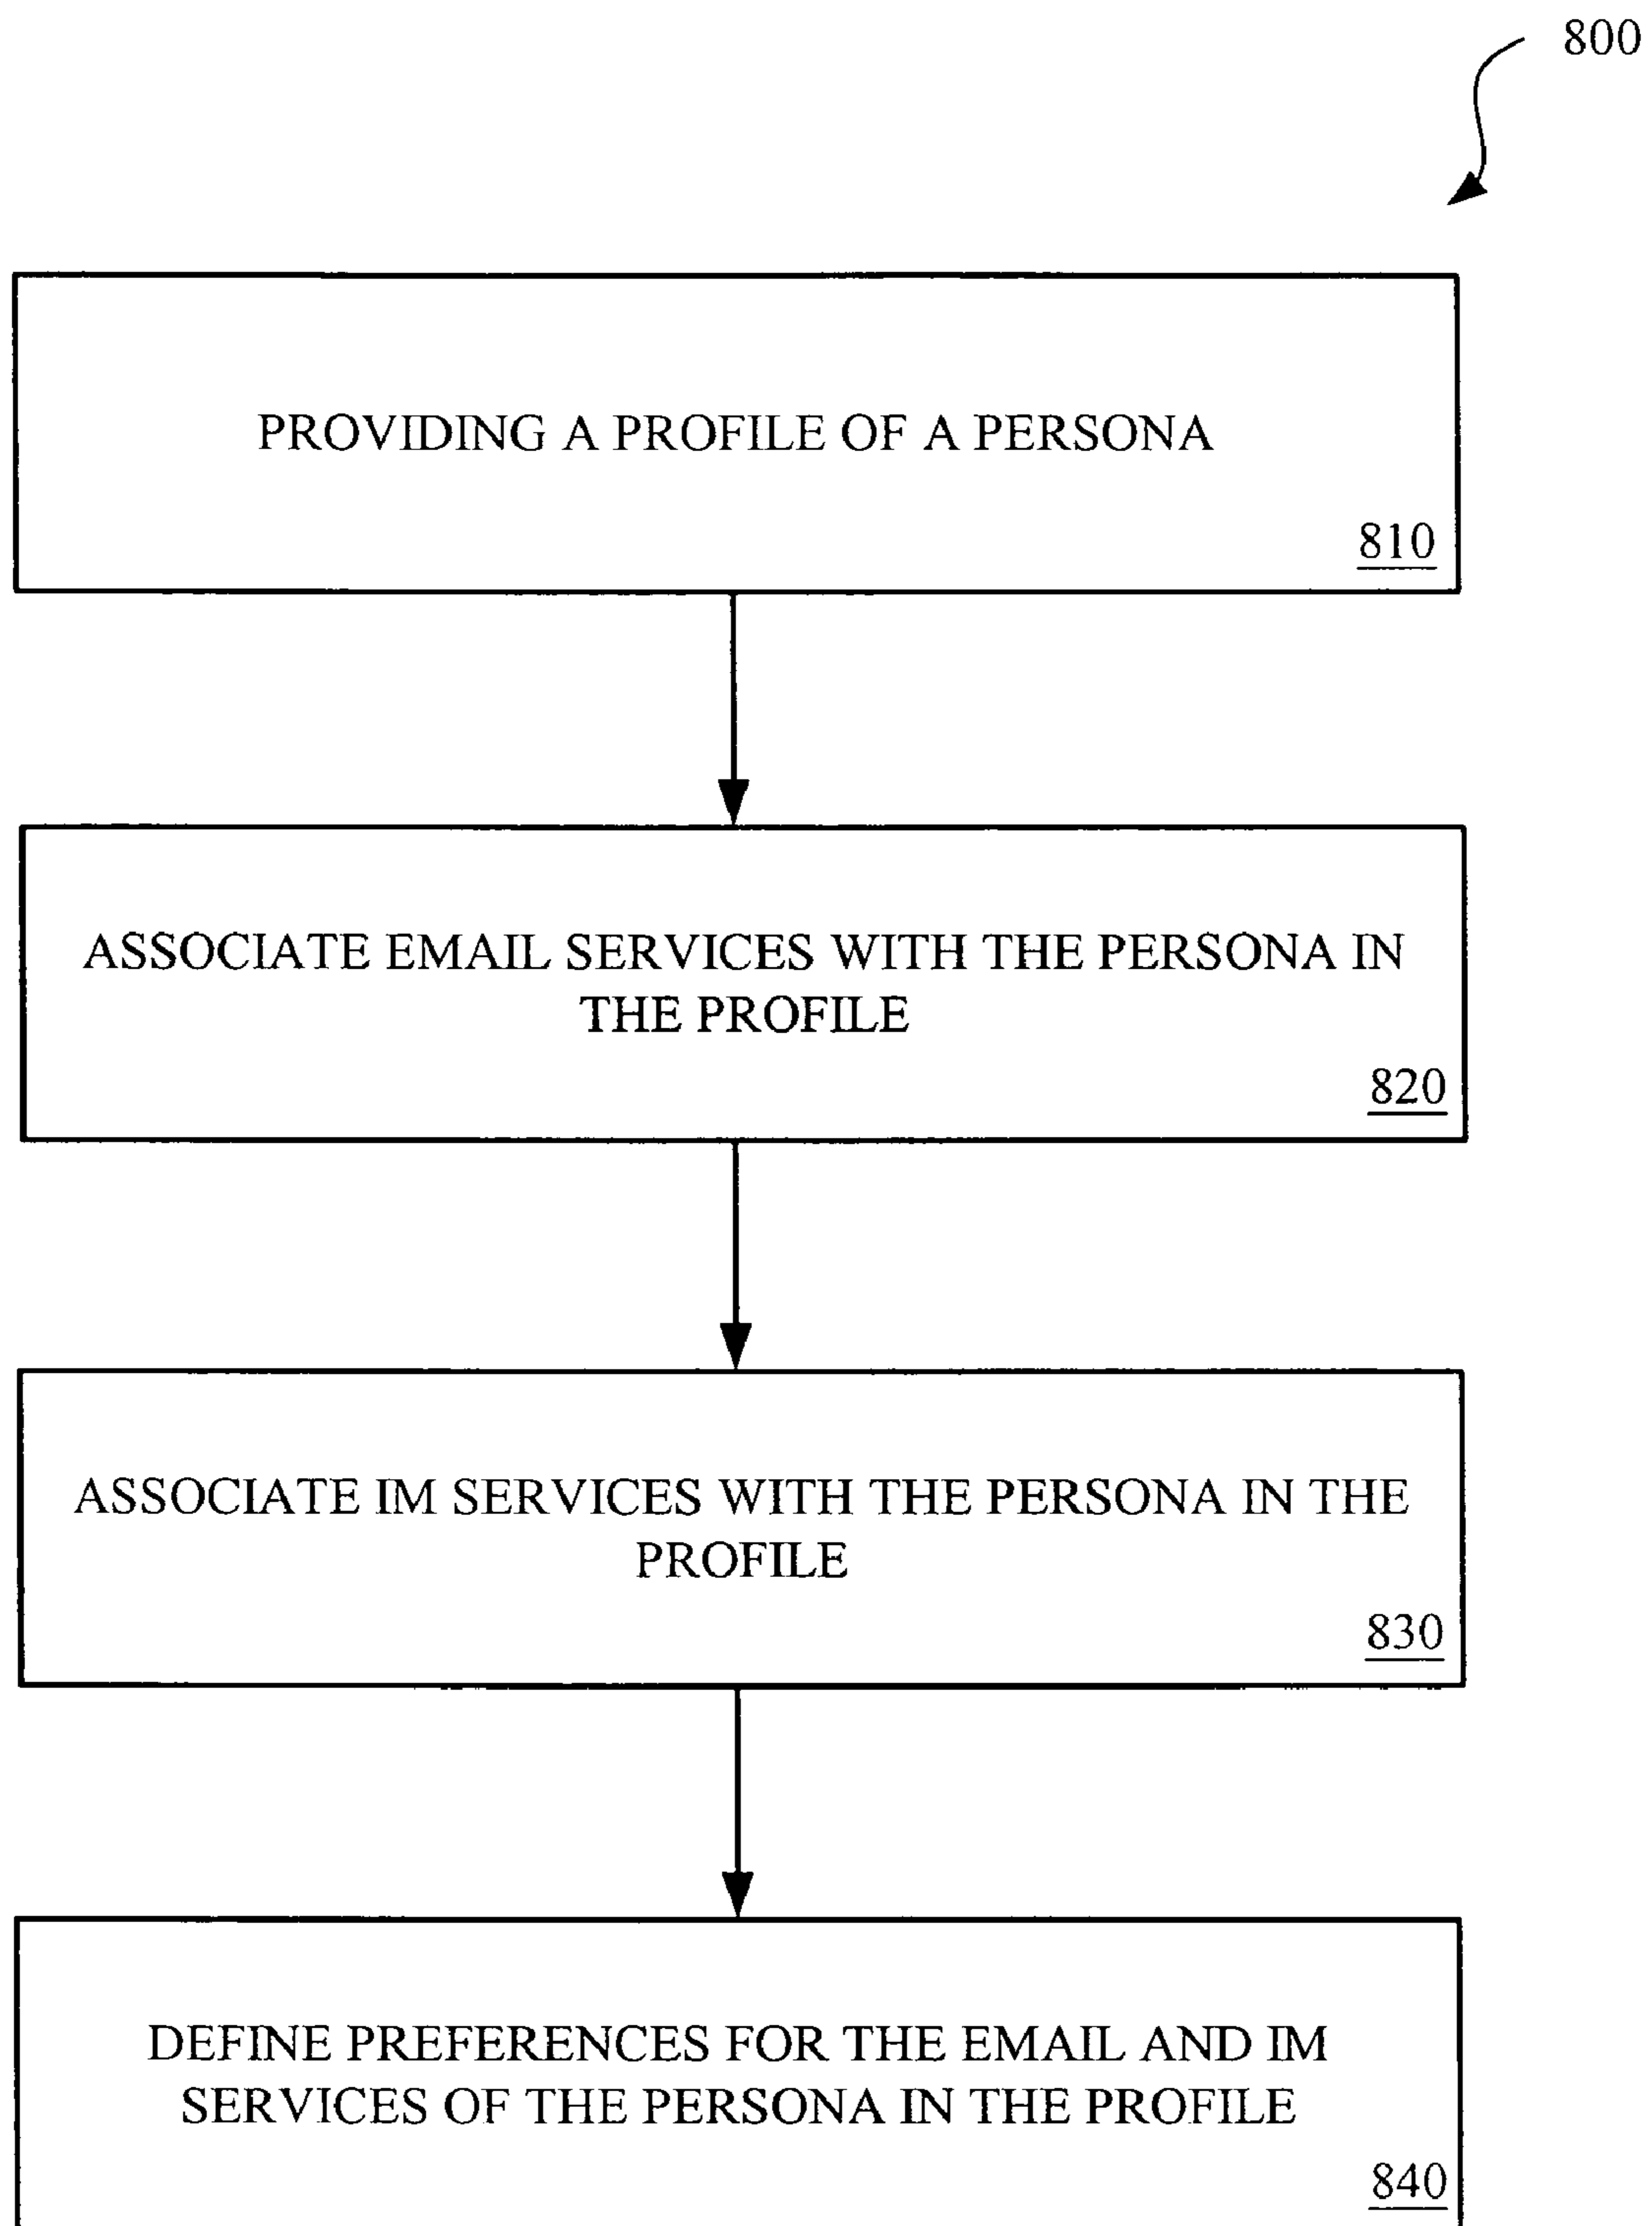 800
PROVIDING A PROFILE OF A PERSONA
810
ASSOCIATE EMAIL SERVICES WITH THE PERSONA IN
THE PROFILE
820
ASSOCIATE IM SERVICES WITH THE PERSONA IN THE
PROFILE
830
DEFINE PREFERENCES FOR THE EMAIL AND IM
SERVICES OF THE PERSONA IN THE PROFILE
840